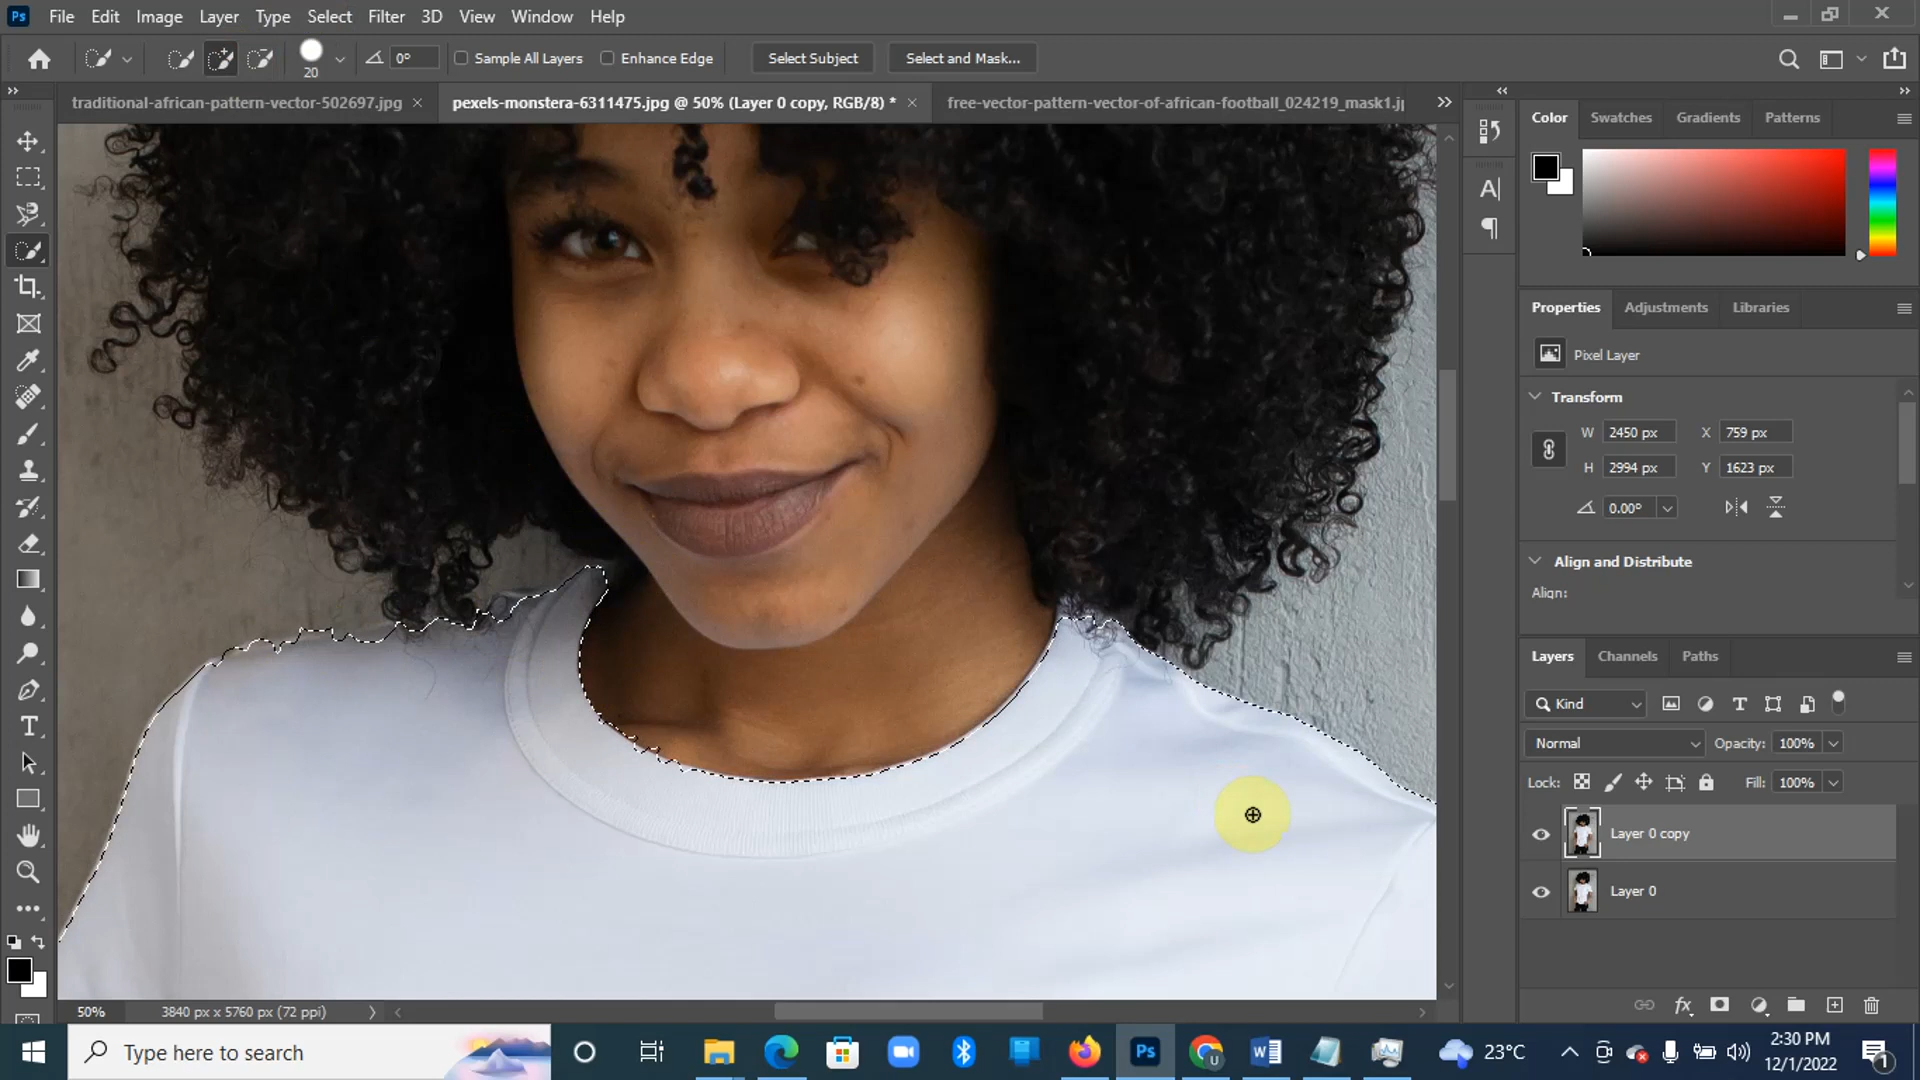 Ps File Edit Image Layer Type Select Filter 3D View Window Help
20 0° Sample All Layers Enhance Edge Select Subject Select and Mask...
traditional-african-pattern-vector-502697.jpg × pexels-monstera-6311475.jpg @ 50% (Layer 0 copy, RGB/8) * × free-vector-pattern-vector-of-african-football_024219_mask1.j
Color Swatches Gradients Patterns
Properties Adjustments Libraries
Pixel Layer
Transform
W 2450 px X 759 px
H 2994 px Y 1623 px
0.00°
Align and Distribute
Align:
Layers Channels Paths
Kind
Normal Opacity: 100%
Lock: Fill: 100%
Layer 0 copy
Layer 0
50% 3840 px x 5760 px (72 ppi)
Type here to search
Ps
23°C
2:30 PM
12/1/2022
1